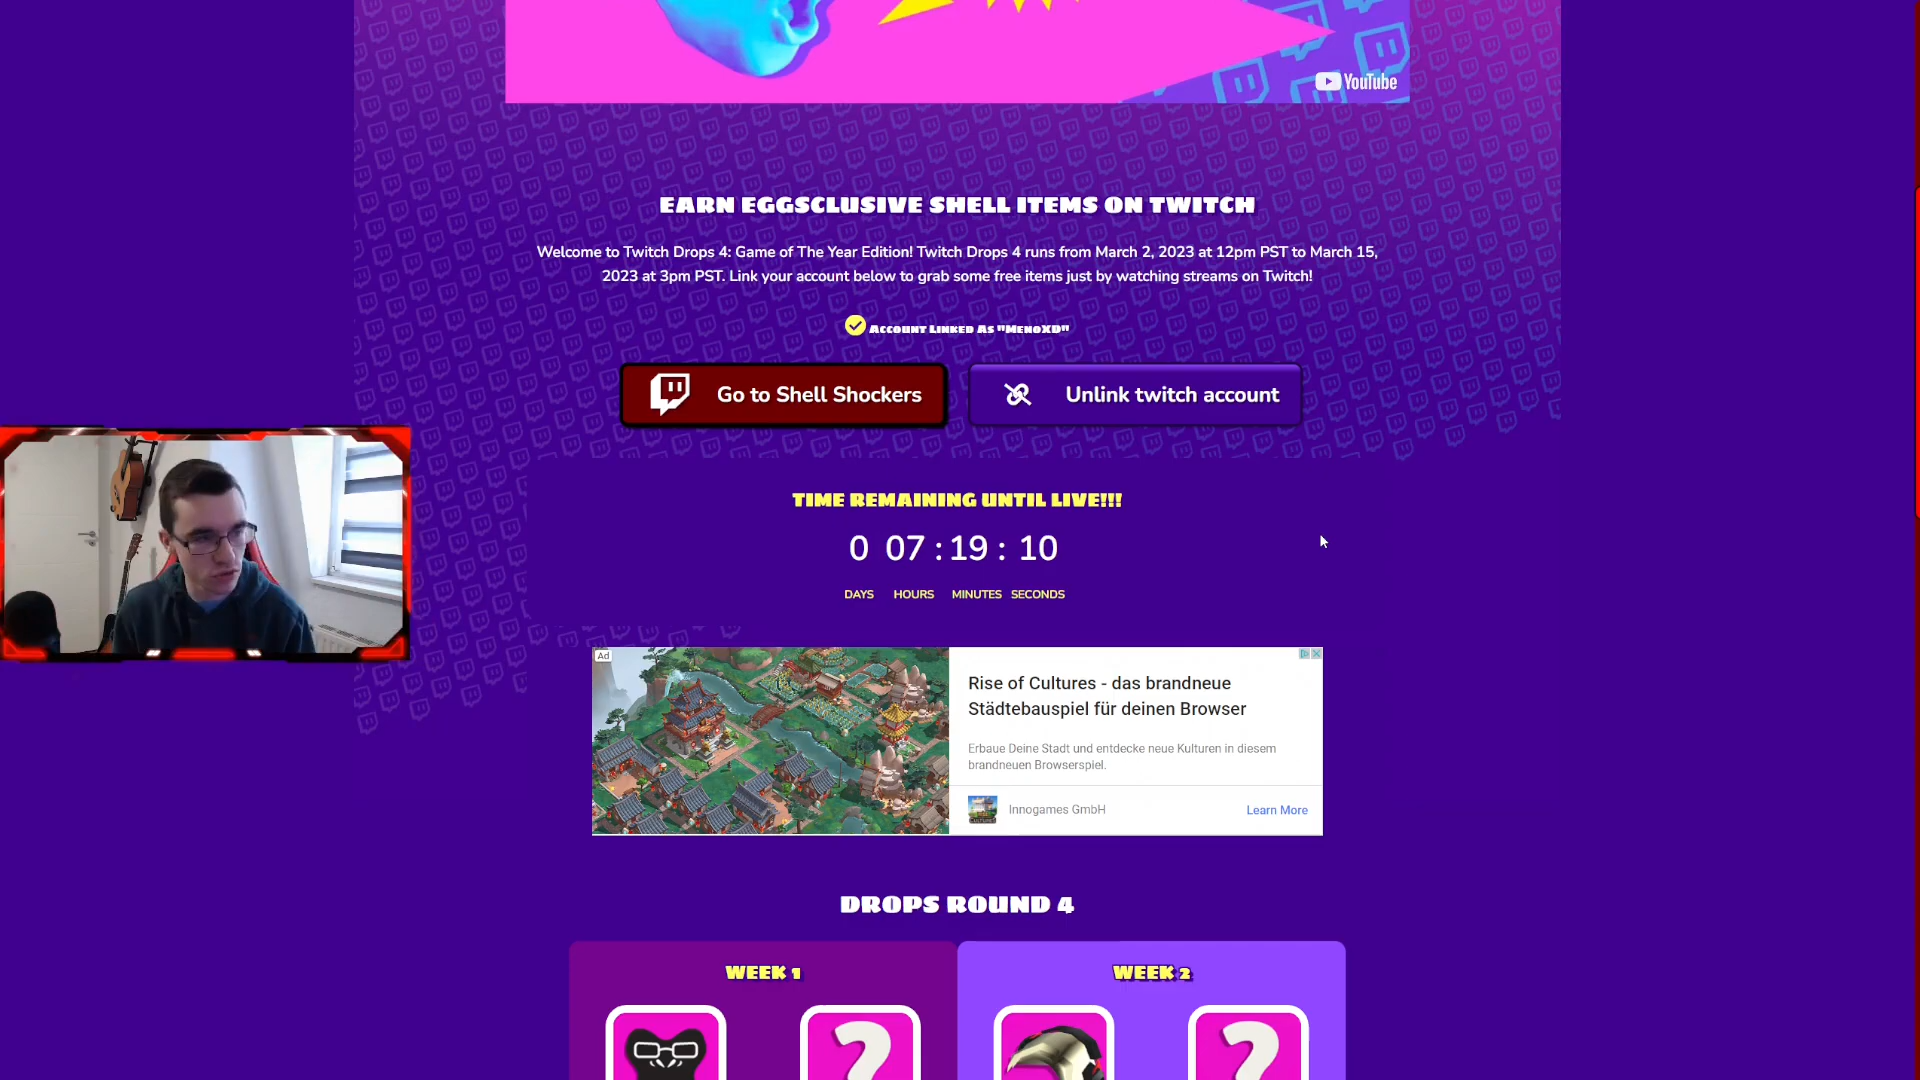 YouTube
EARN EGGSCLUSIVE SHELL ITEMS ON TWITCH
Welcome to Twitch Drops 4: Game of The Year Edition! Twitch Drops 4 runs from March 2, 2023 at 12pm PST to March 15,
2023 at 3pm PST. Link your account below to grab some free items just by watching streams on Twitch!
Account Linked As "MenoXD"
Go to Shell Shockers
Unlink twitch account
TIME REMAINING UNTIL LIVE!!!
0 07 : 19 : 10
DAYS HOURS MINUTES SECONDS
Ad
Rise of Cultures - das brandneue
Städtebauspiel für deinen Browser
Erbaue Deine Stadt und entdecke neue Kulturen in diesem
brandneuen Browserspiel.
Innogames GmbH
Learn More
DROPS ROUND 4
WEEK 1
WEEK 2
?
?